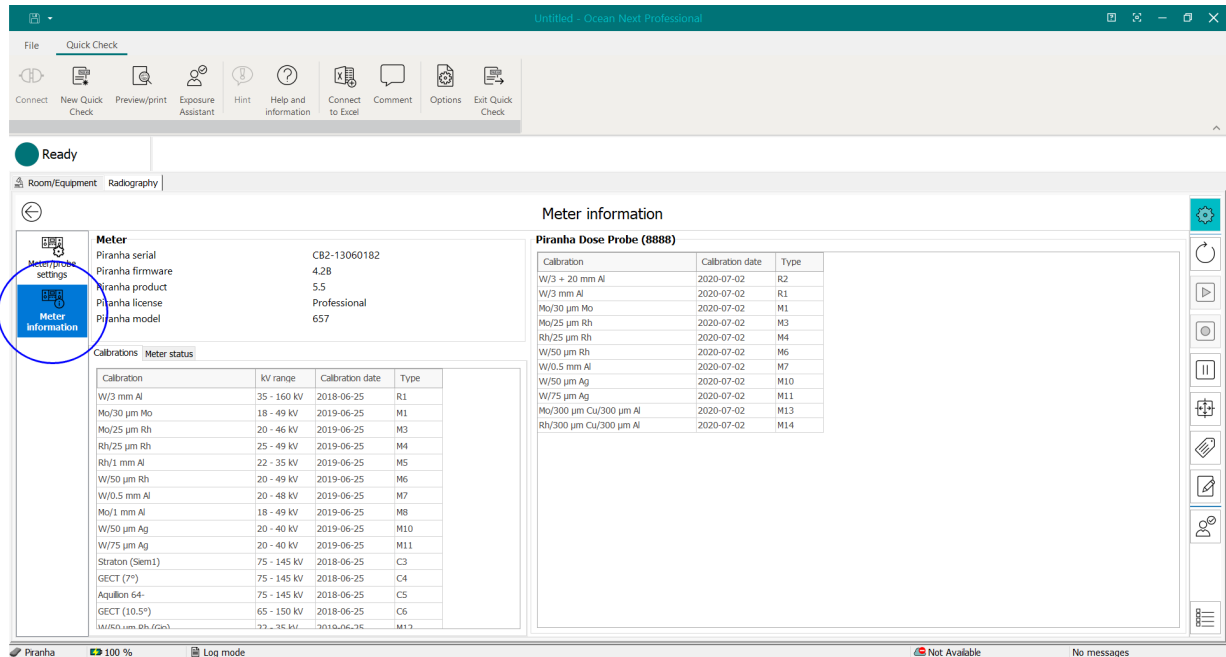 Untitled - Ocean Next Professional
File Quick Check
Connect New Quick Check Preview/print Exposure Assistant Hint Help and information Connect to Excel Comment Options Exit Quick Check
Ready
Room/Equipment Radiography
Meter information
Meter/probe settings
Meter information
Meter
Piranha serial CB2-13060182
Piranha firmware 4.2B
Piranha product 5.5
Piranha license Professional
Piranha model 657
Calibrations Meter status
Calibration kV range Calibration date Type
W/3 mm Al 35 - 160 kV 2018-06-25 R1
Mo/30 µm Mo 18 - 49 kV 2019-06-25 M1
Mo/25 µm Rh 20 - 46 kV 2019-06-25 M3
Rh/25 µm Rh 25 - 49 kV 2019-06-25 M4
Rh/1 mm Al 22 - 35 kV 2019-06-25 M5
W/50 µm Rh 20 - 49 kV 2019-06-25 M6
W/0.5 mm Al 20 - 48 kV 2019-06-25 M7
Mo/1 mm Al 18 - 49 kV 2019-06-25 M8
W/50 µm Ag 20 - 40 kV 2019-06-25 M10
W/75 µm Ag 20 - 40 kV 2019-06-25 M11
Straton (Siem1) 75 - 145 kV 2018-06-25 C3
GECT (7°) 75 - 145 kV 2018-06-25 C4
Aquilion 64- 75 - 145 kV 2018-06-25 C5
GECT (10.5°) 65 - 150 kV 2018-06-25 C6
W/50 µm Rh (Gio) 22 - 35 kV 2019-06-25 M12
Piranha Dose Probe (8888)
Calibration Calibration date Type
W/3 + 20 mm Al 2020-07-02 R2
W/3 mm Al 2020-07-02 R1
Mo/30 µm Mo 2020-07-02 M1
Mo/25 µm Rh 2020-07-02 M3
Rh/25 µm Rh 2020-07-02 M4
W/50 µm Rh 2020-07-02 M6
W/0.5 mm Al 2020-07-02 M7
W/50 µm Ag 2020-07-02 M10
W/75 µm Ag 2020-07-02 M11
Mo/300 µm Cu/300 µm Al 2020-07-02 M13
Rh/300 µm Cu/300 µm Al 2020-07-02 M14
Piranha 100 % Log mode Not Available No messages